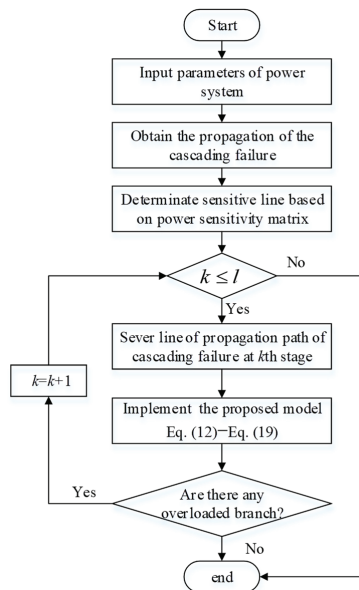 Start
Input parameters of power
system
Obtain the propagation of the
cascading failure
Determinate sensitive line based
on power sensitivity matrix
k ≤ l
No
Yes
Sever line of propagation path of
cascading failure at kth stage
k=k+1
Implement the proposed model
Eq. (12)−Eq. (19)
Yes
Are there any
overloaded branch?
No
end